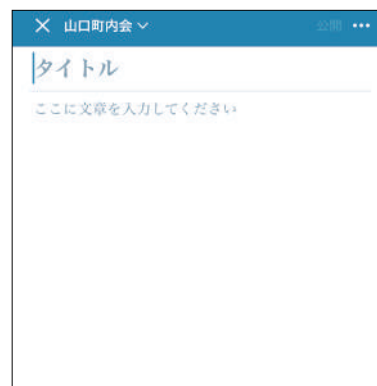 山口町内会 公開
タイトル
ここに文章を入力してください